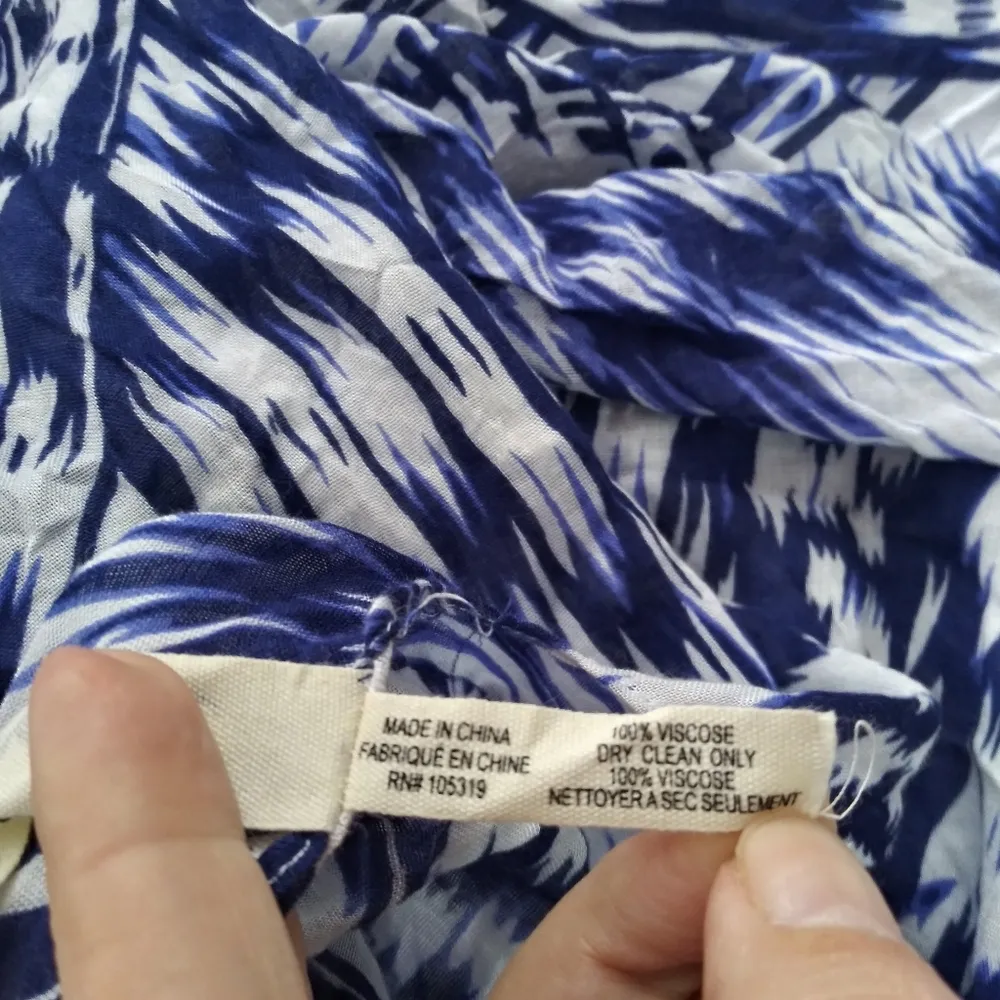 MADE IN CHINA
FABRIQUÉ EN CHINE
RN# 105319
100% VISCOSE
DRY CLEAN ONLY
100% VISCOSE
NETTOYER A SEC SEULEMENT